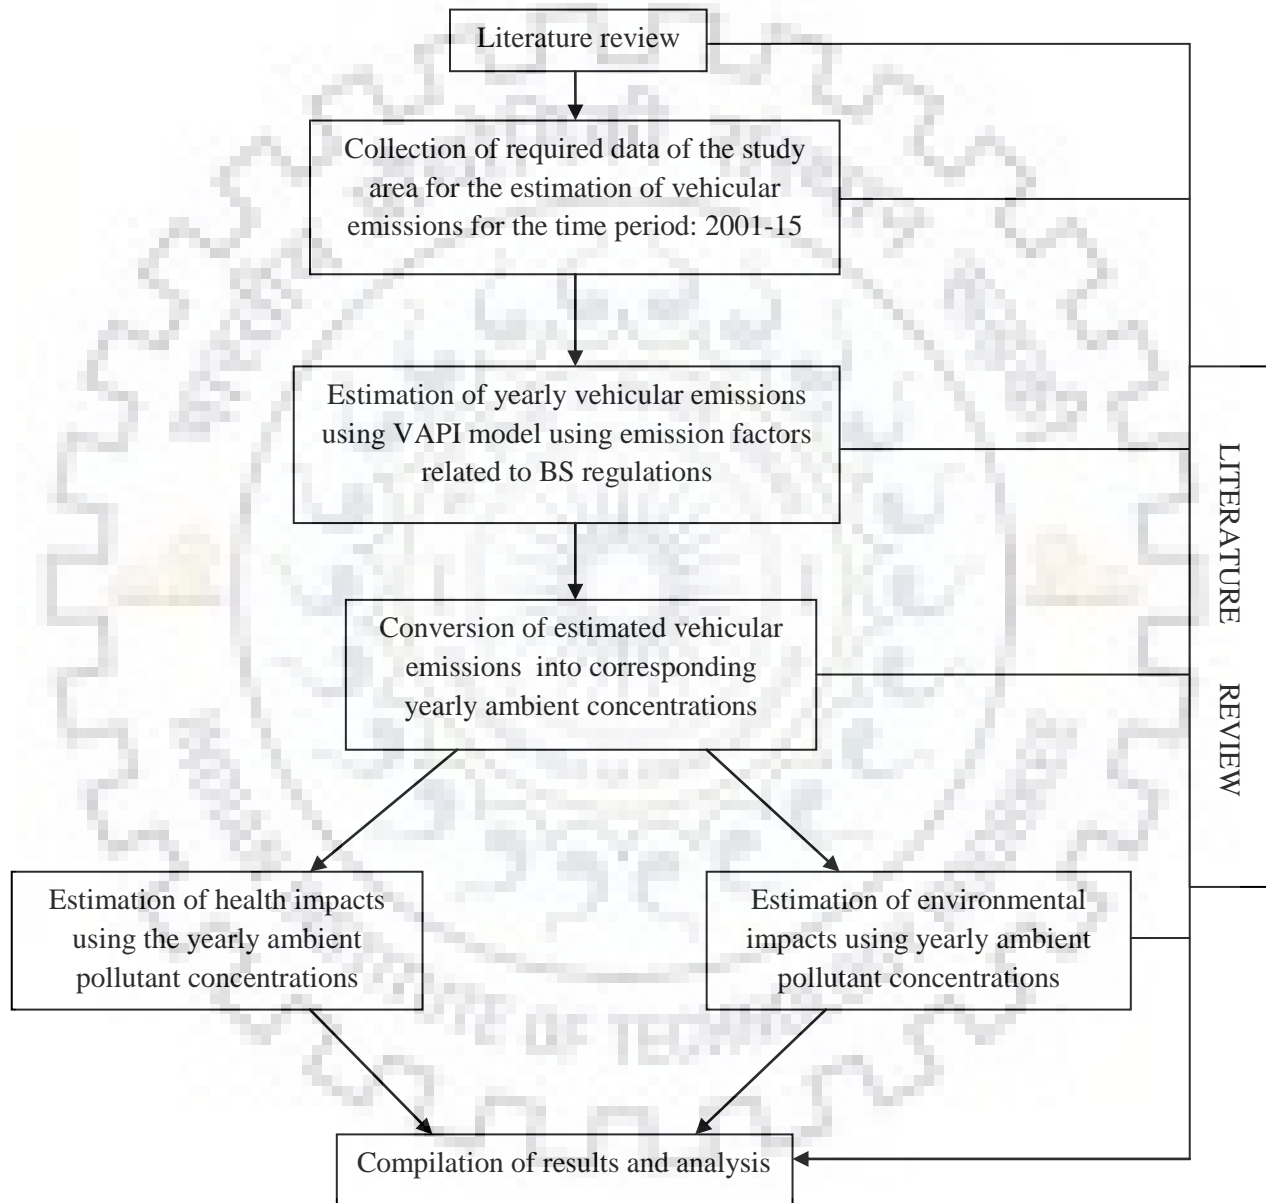 Literature review
Collection of required data of the study
area for the estimation of vehicular
emissions for the time period: 2001-15
Estimation of yearly vehicular emissions
using VAPI model using emission factors
related to BS regulations
Conversion of estimated vehicular
emissions into corresponding
yearly ambient concentrations
LITERATURE REVIEW
Estimation of health impacts
using the yearly ambient
pollutant concentrations
Estimation of environmental
impacts using yearly ambient
pollutant concentrations
Compilation of results and analysis
OF